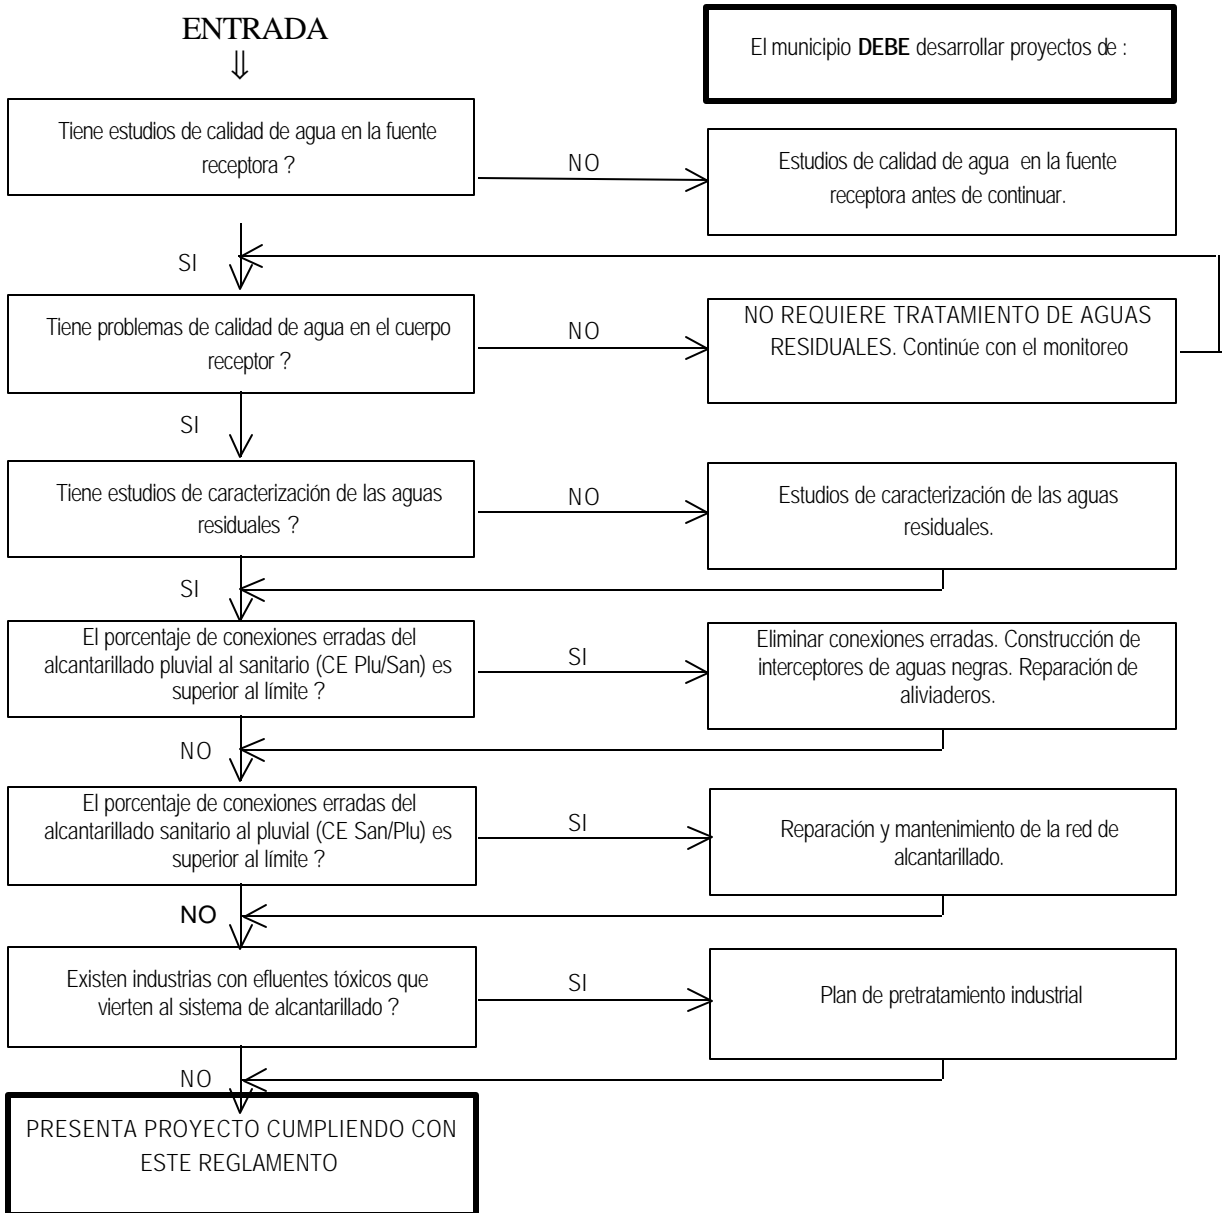 ENTRADA
⇓
El municipio DEBE desarrollar proyectos de :
Tiene estudios de calidad de agua en la fuente
receptora ?
NO
Estudios de calidad de agua en la fuente
receptora antes de continuar.
SI
Tiene problemas de calidad de agua en el cuerpo
receptor ?
NO
NO REQUIERE TRATAMIENTO DE AGUAS
RESIDUALES. Continúe con el monitoreo
SI
Tiene estudios de caracterización de las aguas
residuales ?
NO
Estudios de caracterización de las aguas
residuales.
SI
El porcentaje de conexiones erradas del
alcantarillado pluvial al sanitario (CE Plu/San) es
superior al límite ?
SI
Eliminar conexiones erradas. Construcción de
interceptores de aguas negras. Reparación de
aliviaderos.
NO
El porcentaje de conexiones erradas del
alcantarillado sanitario al pluvial (CE San/Plu) es
superior al límite ?
SI
Reparación y mantenimiento de la red de
alcantarillado.
NO
Existen industrias con efluentes tóxicos que
vierten al sistema de alcantarillado ?
SI
Plan de pretratamiento industrial
NO
PRESENTA PROYECTO CUMPLIENDO CON
ESTE REGLAMENTO